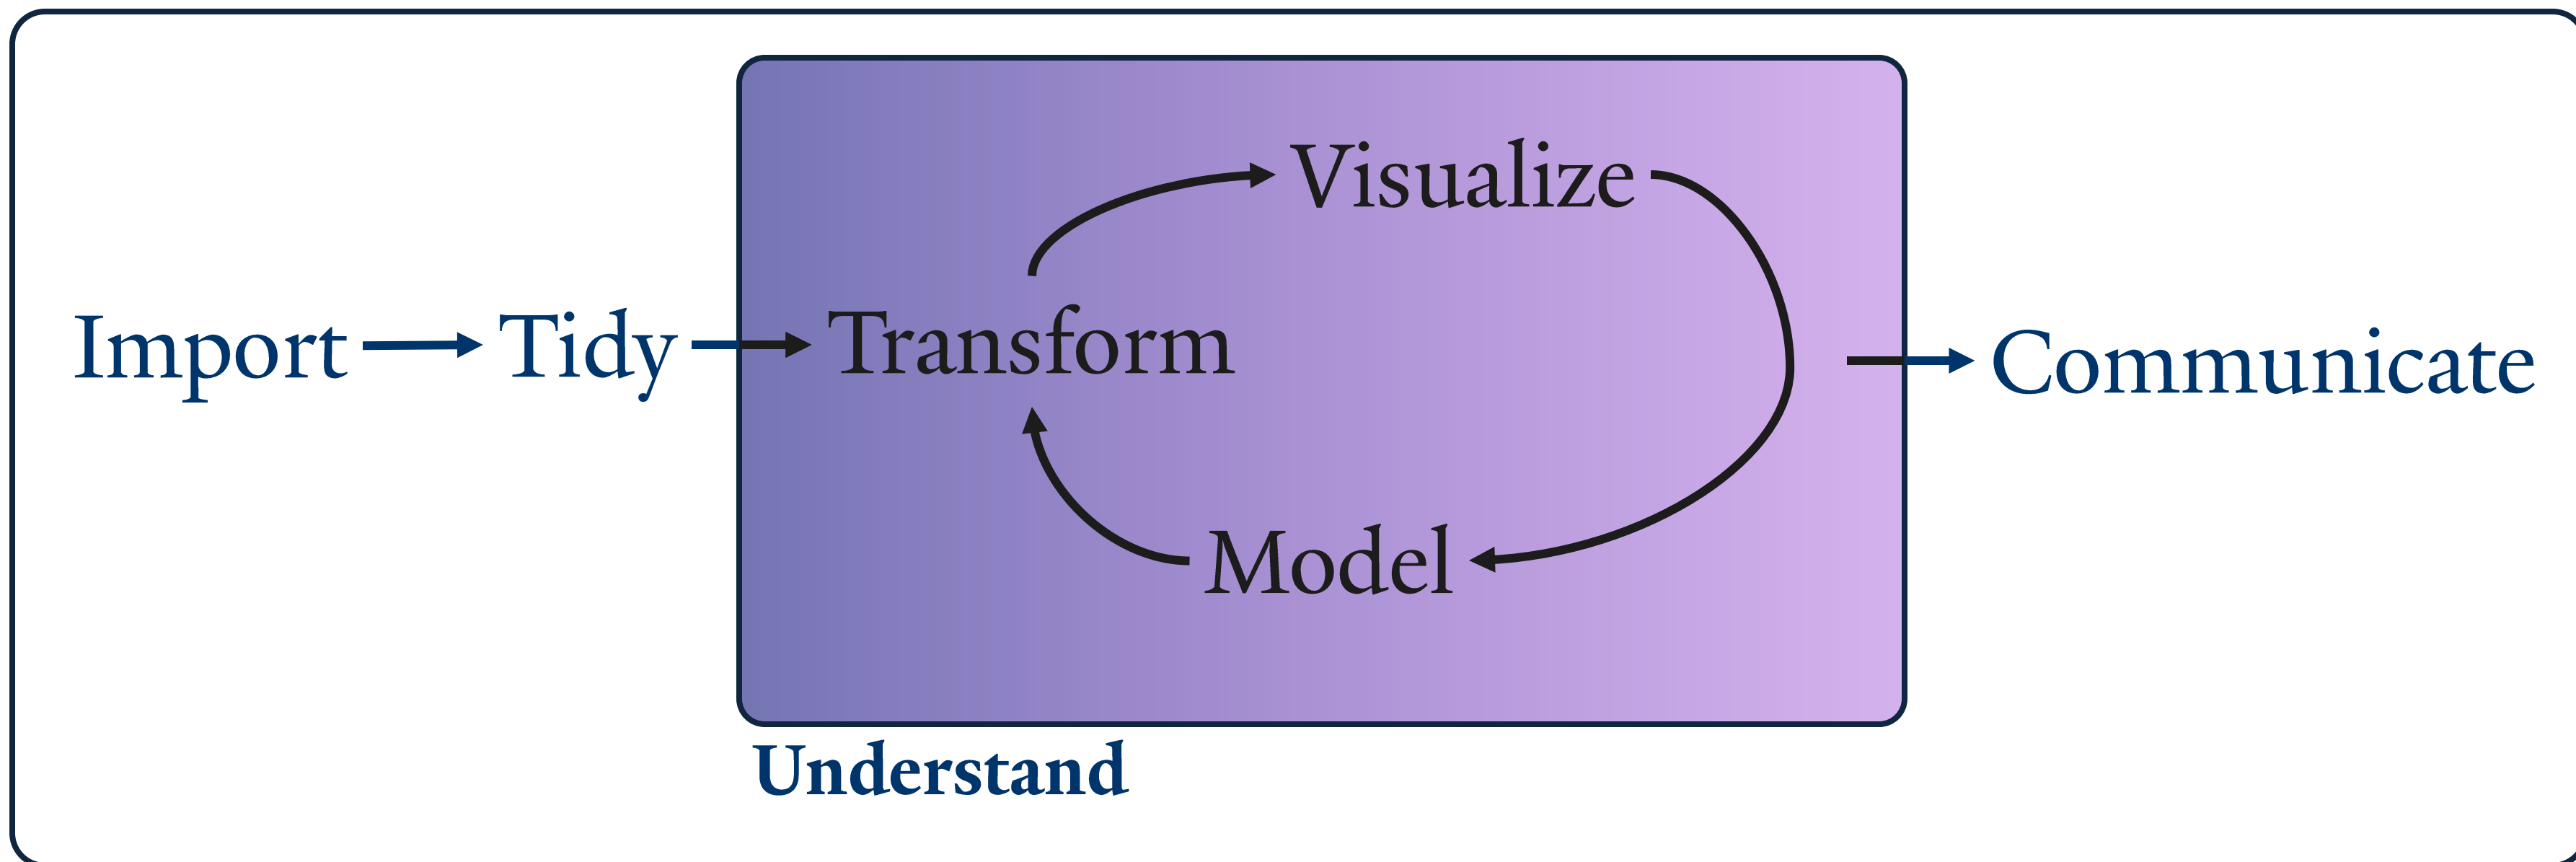 Import
Tidy
Transform
Visualize
Model
Communicate
Understand